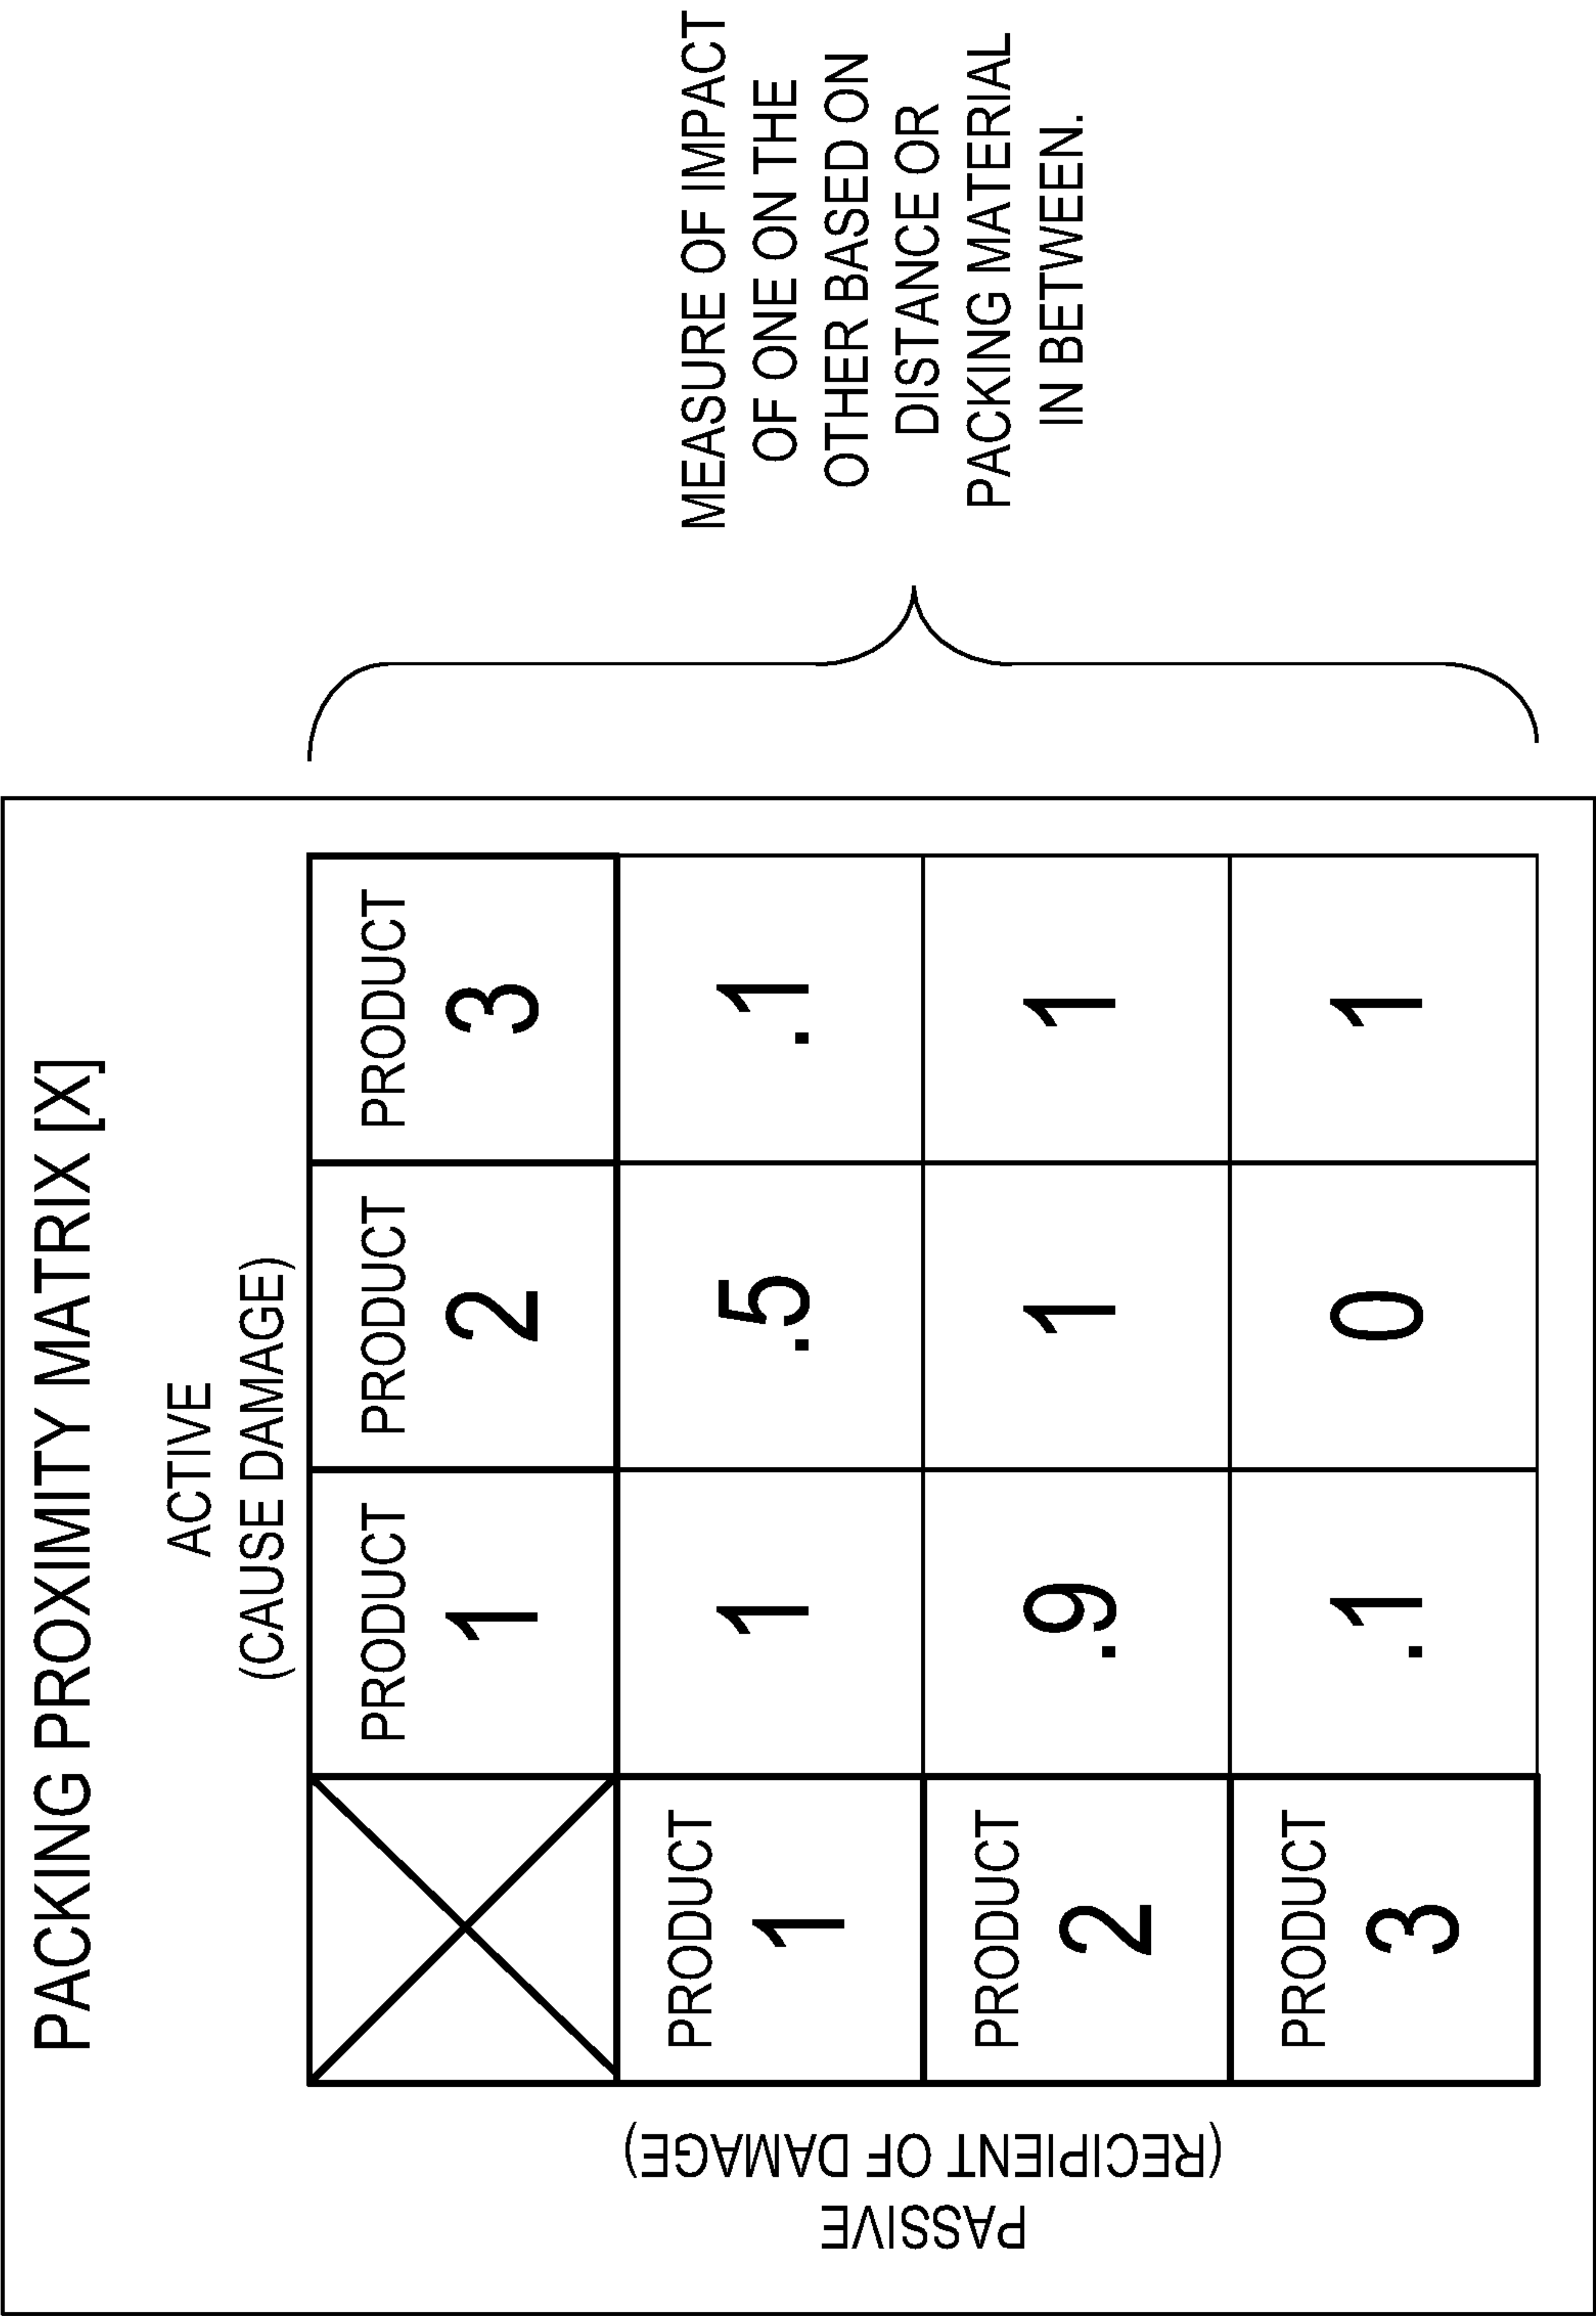 PACKING PROXIMITY MATRIX [X]
ACTIVE
(CAUSE DAMAGE)
PRODUCT
1
PRODUCT
2
PRODUCT
3
PASSIVE
(RECIPIENT OF DAMAGE)
PRODUCT
1
1
.5
.1
PRODUCT
2
.9
1
1
PRODUCT
3
.1
0
1
MEASURE OF IMPACT
OF ONE ON THE
OTHER BASED ON
DISTANCE OR
PACKING MATERIAL
IN BETWEEN.